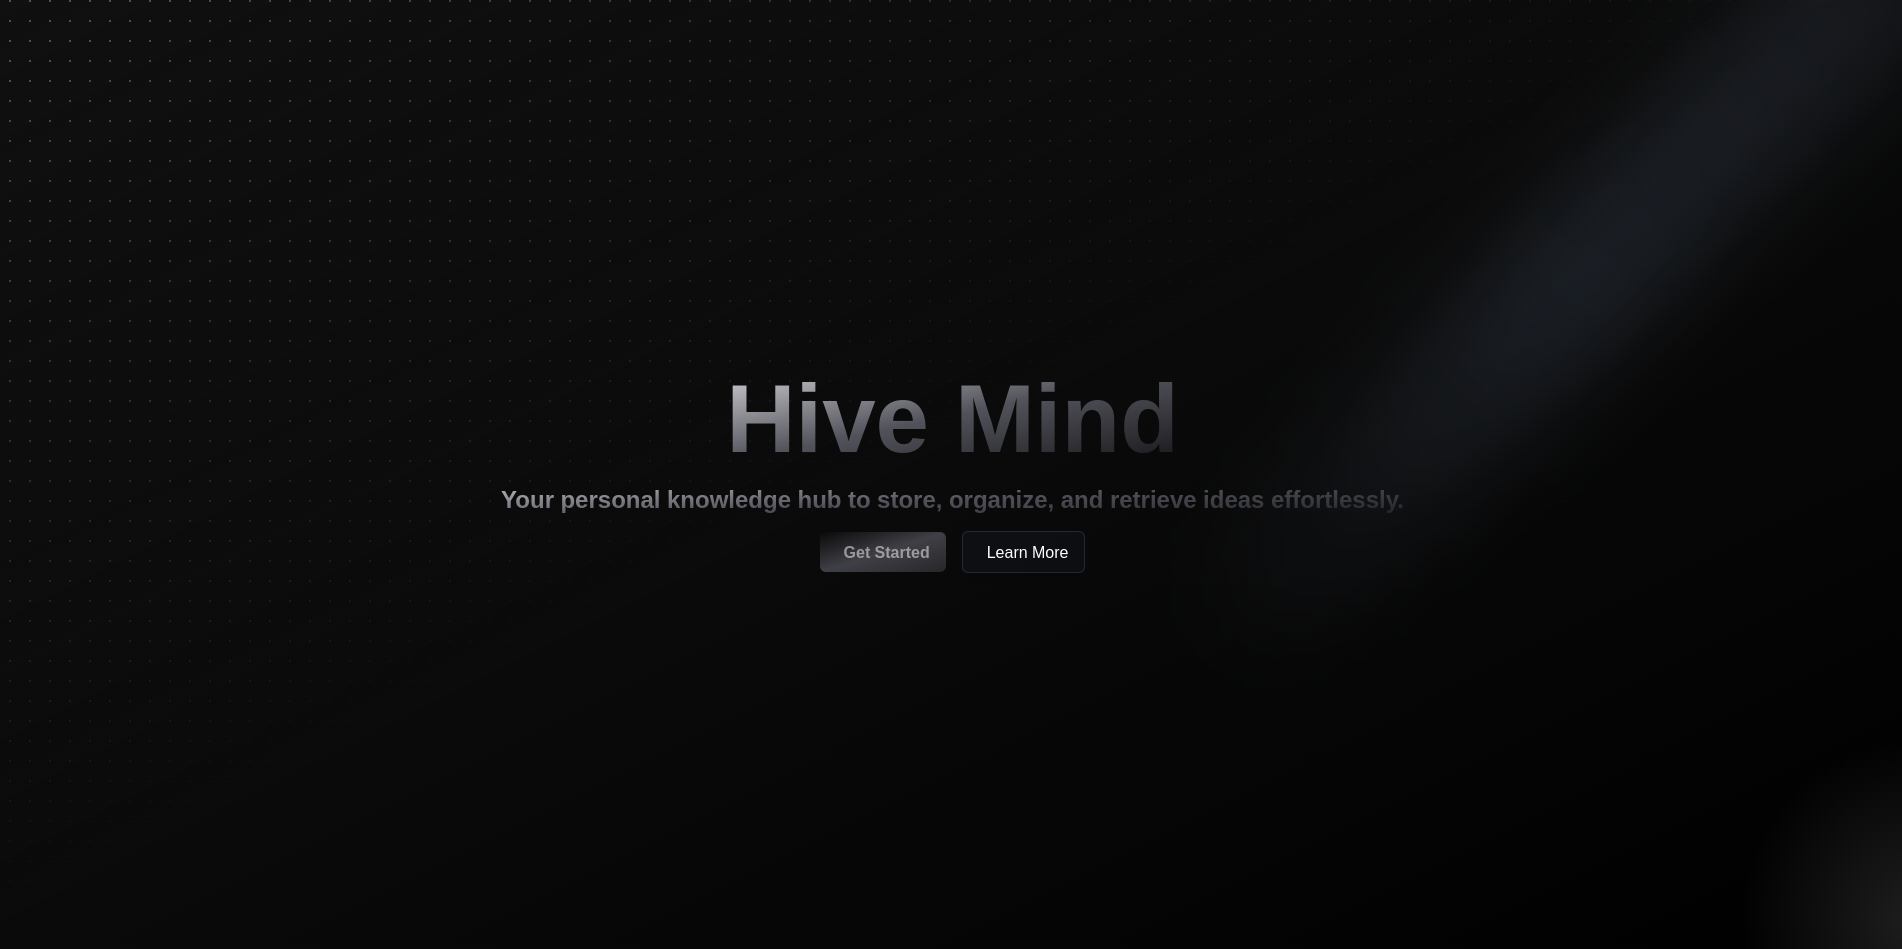 Hive Mind
Your personal knowledge hub to store, organize, and retrieve ideas effortlessly.
Get Started
Learn More